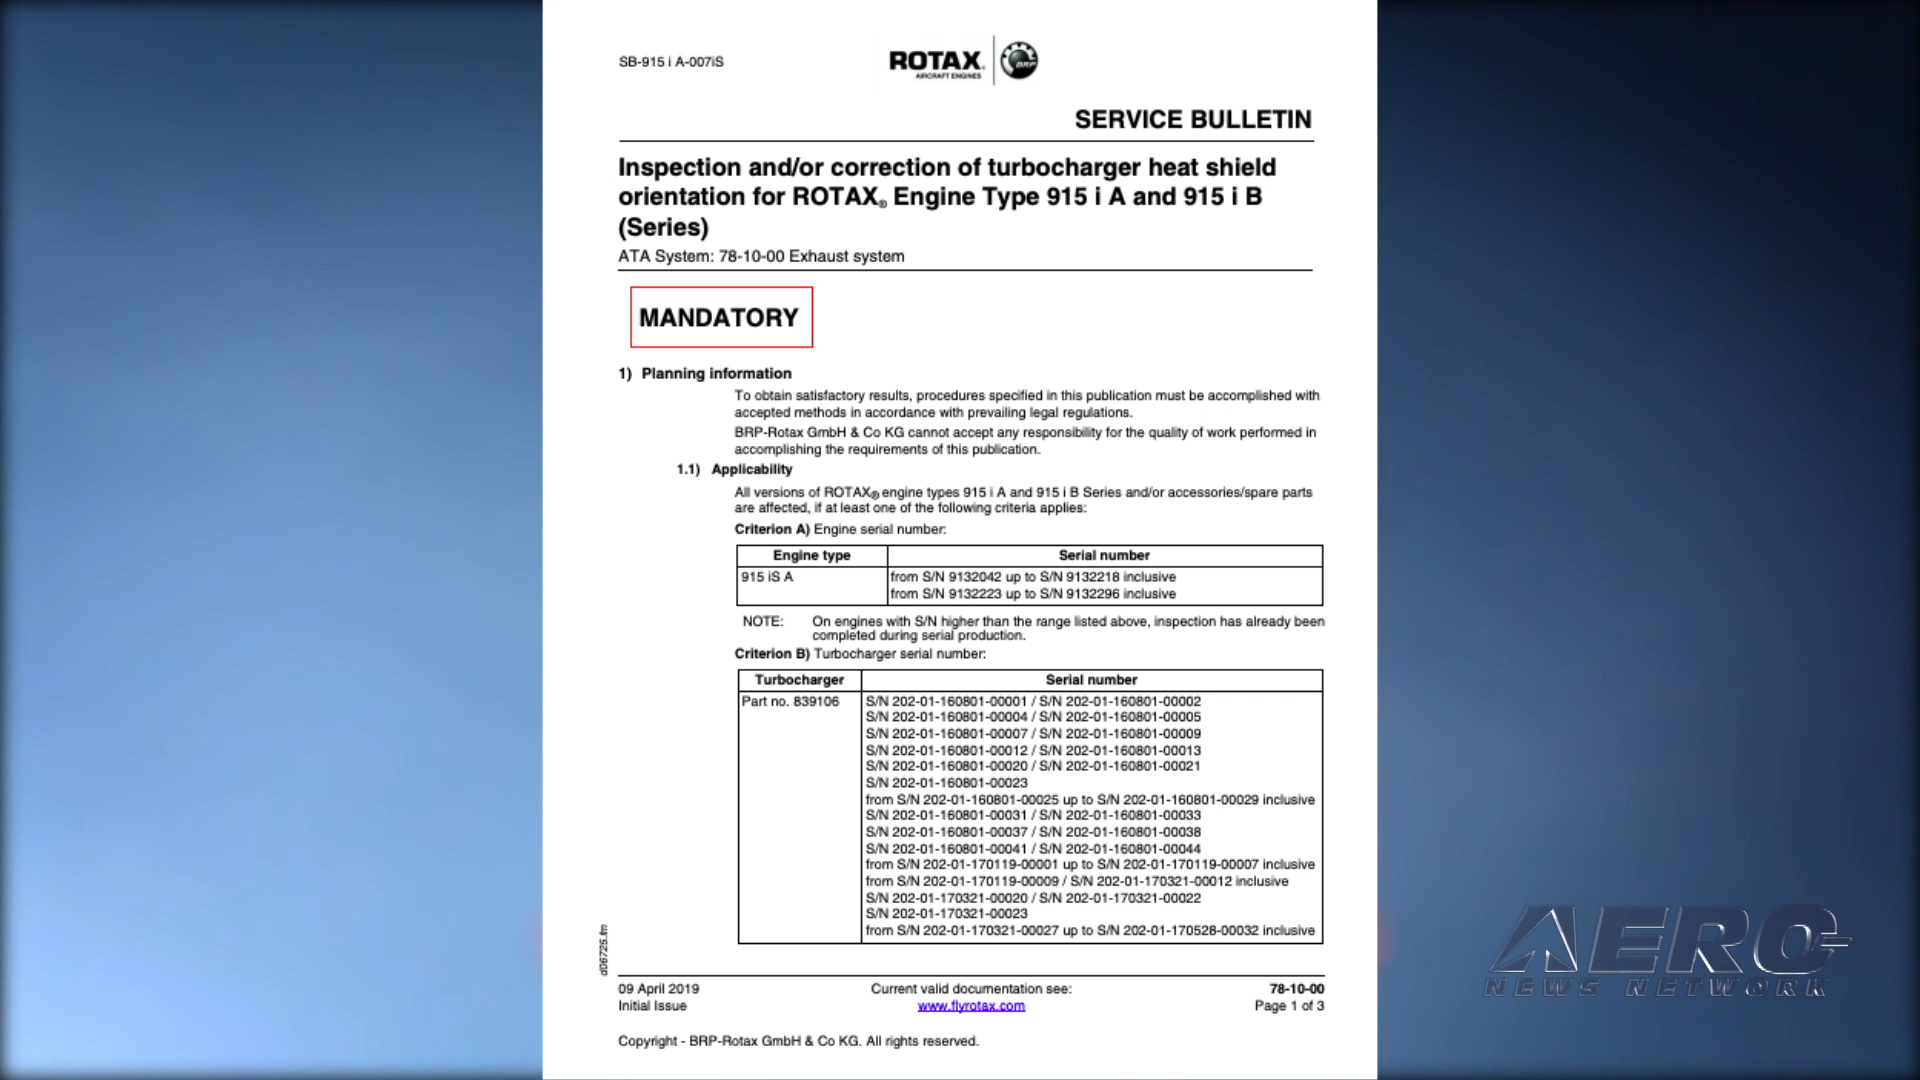 SB-915 i A-007iS
ROTAX®
AIRCRAFT ENGINES
BRP
SERVICE BULLETIN
Inspection and/or correction of turbocharger heat shield
orientation for ROTAX® Engine Type 915 i A and 915 i B
(Series)
ATA System: 78-10-00 Exhaust system
MANDATORY
1) Planning information
To obtain satisfactory results, procedures specified in this publication must be accomplished with
accepted methods in accordance with prevailing legal regulations.
BRP-Rotax GmbH & Co KG cannot accept any responsibility for the quality of work performed in
accomplishing the requirements of this publication.
1.1) Applicability
All versions of ROTAX® engine types 915 i A and 915 i B Series and/or accessories/spare parts
are affected, if at least one of the following criteria applies:
Criterion A) Engine serial number:
Engine type Serial number
915 iS A from S/N 9132042 up to S/N 9132218 inclusive
from S/N 9132223 up to S/N 9132296 inclusive
NOTE: On engines with S/N higher than the range listed above, inspection has already been
completed during serial production.
Criterion B) Turbocharger serial number:
Turbocharger Serial number
Part no. 839106 S/N 202-01-160801-00001 / S/N 202-01-160801-00002
S/N 202-01-160801-00004 / S/N 202-01-160801-00005
S/N 202-01-160801-00007 / S/N 202-01-160801-00009
S/N 202-01-160801-00012 / S/N 202-01-160801-00013
S/N 202-01-160801-00020 / S/N 202-01-160801-00021
S/N 202-01-160801-00023
from S/N 202-01-160801-00025 up to S/N 202-01-160801-00029 inclusive
S/N 202-01-160801-00031 / S/N 202-01-160801-00033
S/N 202-01-160801-00037 / S/N 202-01-160801-00038
S/N 202-01-160801-00041 / S/N 202-01-160801-00044
from S/N 202-01-170119-00001 up to S/N 202-01-170119-00007 inclusive
from S/N 202-01-170119-00009 / S/N 202-01-170321-00012 inclusive
S/N 202-01-170321-00020 / S/N 202-01-170321-00022
S/N 202-01-170321-00023
from S/N 202-01-170321-00027 up to S/N 202-01-170528-00032 inclusive
d06725.fm
09 April 2019 Current valid documentation see: 78-10-00
Initial Issue www.flyrotax.com Page 1 of 3
Copyright - BRP-Rotax GmbH & Co KG. All rights reserved.
AERO
NEWS NETWORK